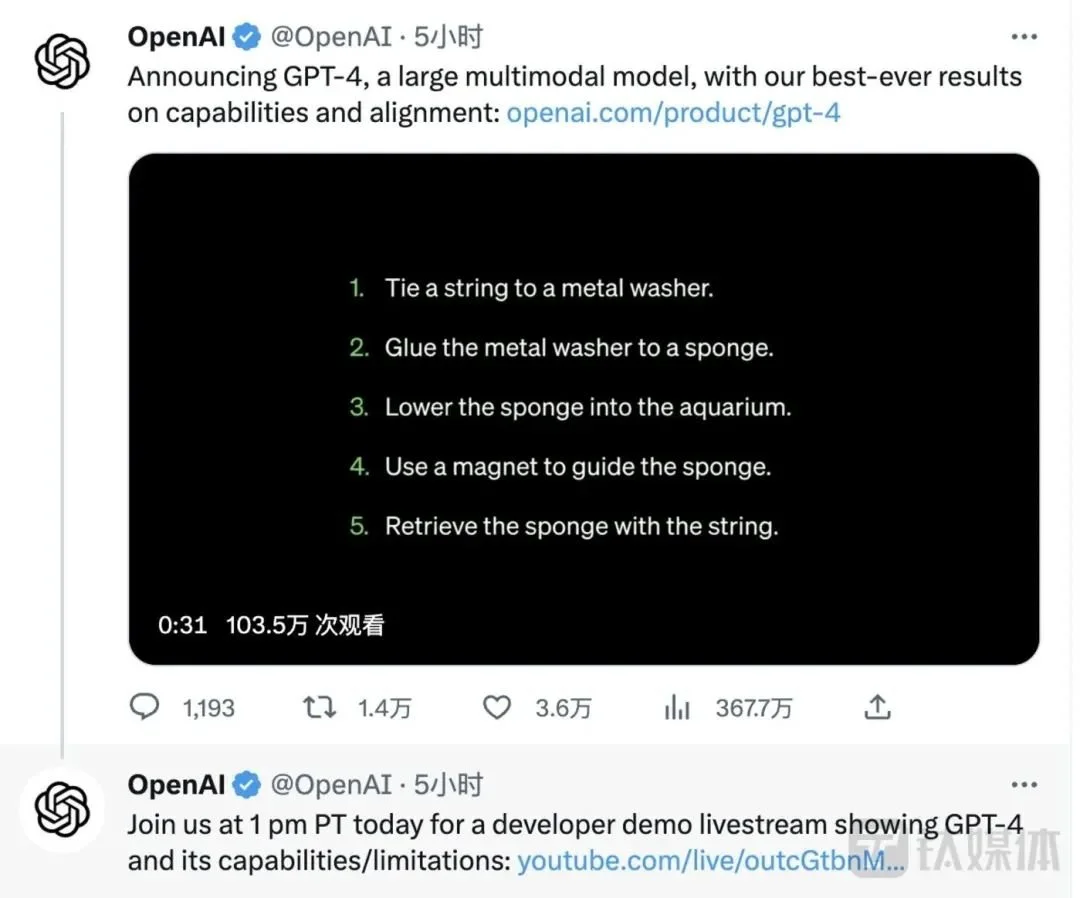 OpenAI @OpenAI · 5小时
Announcing GPT-4, a large multimodal model, with our best-ever results
on capabilities and alignment: openai.com/product/gpt-4
1. Tie a string to a metal washer.
2. Glue the metal washer to a sponge.
3. Lower the sponge into the aquarium.
4. Use a magnet to guide the sponge.
5. Retrieve the sponge with the string.
0:31 103.5万 次观看
1,193 1.4万 3.6万 367.7万
OpenAI @OpenAI · 5小时
Join us at 1 pm PT today for a developer demo livestream showing GPT-4
and its capabilities/limitations: youtube.com/live/outcGtbnM...
钛媒体